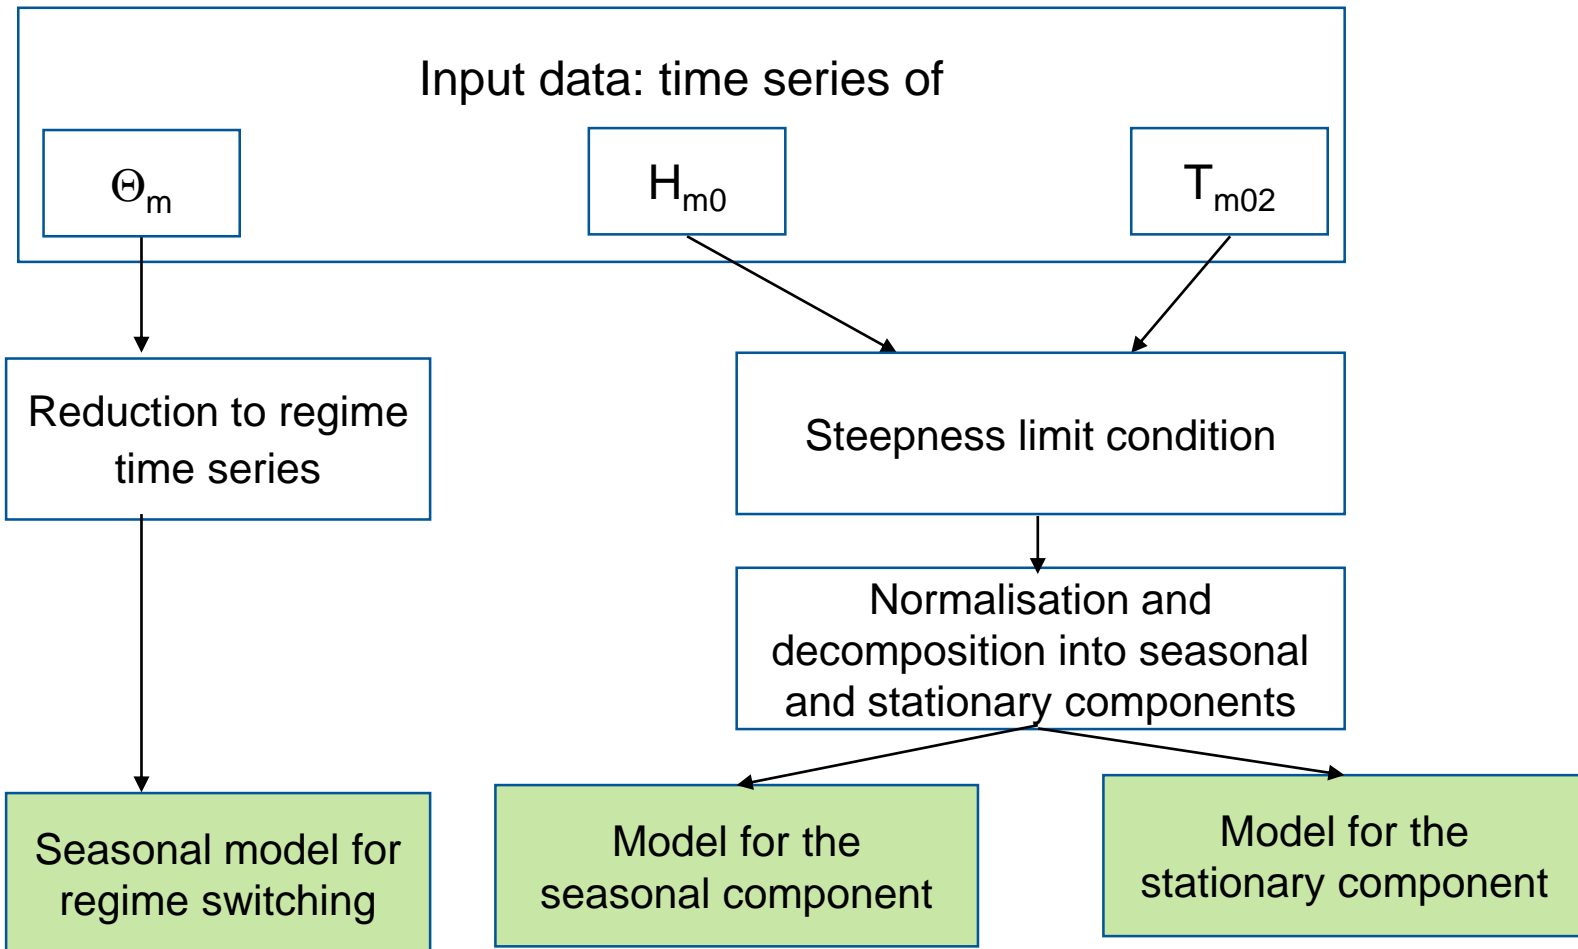 Input data: time series of
Θm
Hm0
Tm02
Reduction to regime
time series
Steepness limit condition
Normalisation and
decomposition into seasonal
and stationary components
Seasonal model for
regime switching
Model for the
seasonal component
Model for the
stationary component